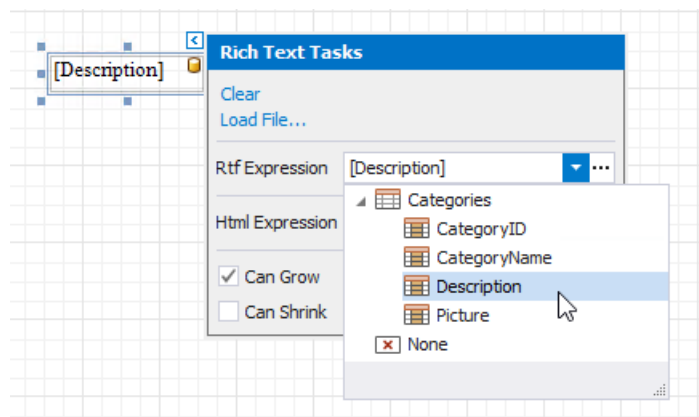 [Description]
Rich Text Tasks
Clear
Load File...
Rtf Expression [Description] ...
Categories
Html Expression
CategoryID
CategoryName
Can Grow
Description
Can Shrink
Picture
None